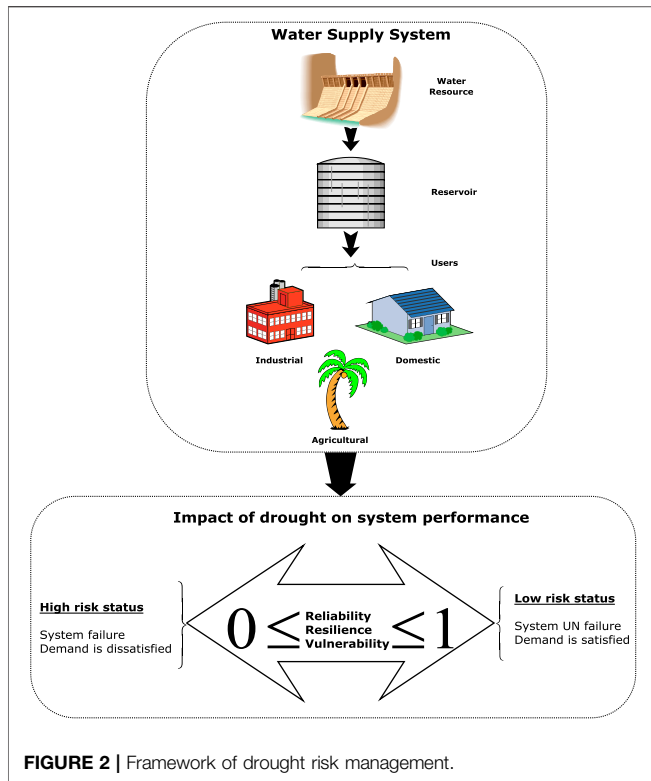 Water Supply System
Water
Resource
Reservoir
Users
Industrial
Domestic
Agricultural
Impact of drought on system performance
High risk status
System failure
Demand is dissatisfied
0 ≤ Reliability
Resilience
Vulnerability ≤ 1
Low risk status
System UN failure
Demand is satisfied
FIGURE 2 | Framework of drought risk management.